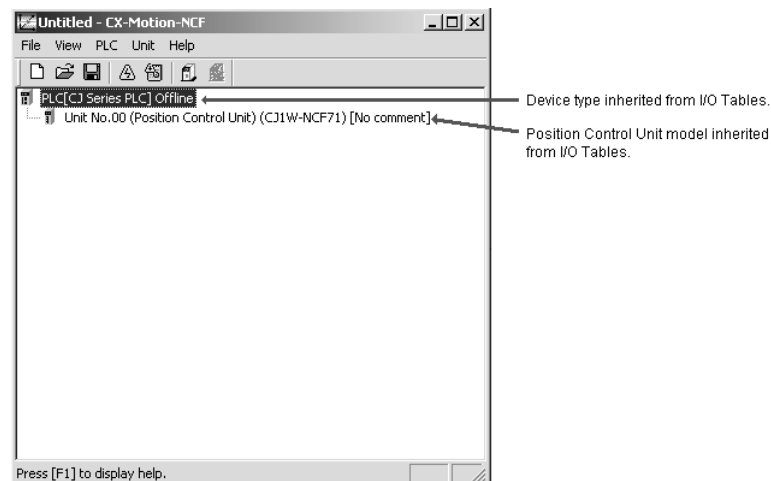 Untitled - CX-Motion-NCF
File View PLC Unit Help
PLC[CJ Series PLC] Offline
Unit No.00 (Position Control Unit) (CJ1W-NCF71) [No comment]
Device type inherited from I/O Tables.
Position Control Unit model inherited
from I/O Tables.
Press [F1] to display help.